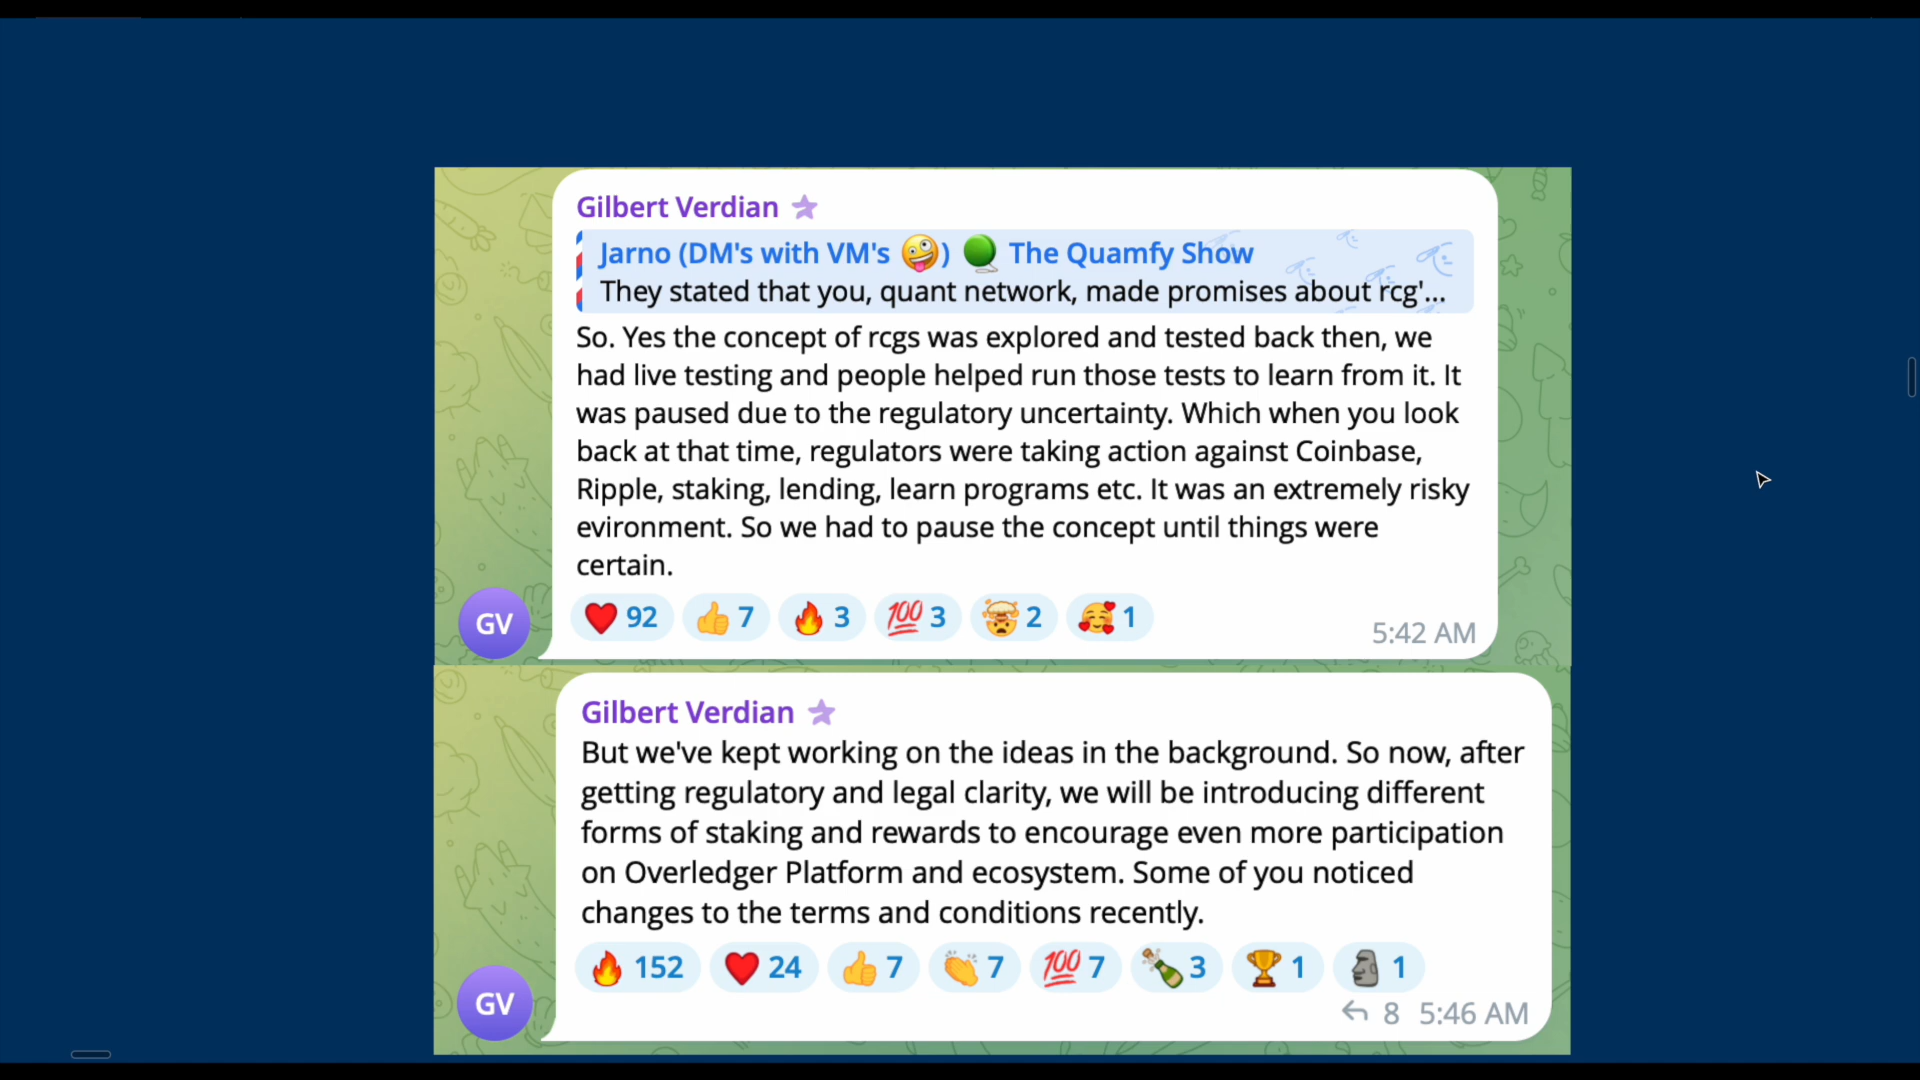 Gilbert Verdian
Jarno (DM's with VM's 🤪) The Quamfy Show
They stated that you, quant network, made promises about rcg'...
So. Yes the concept of rcgs was explored and tested back then, we
had live testing and people helped run those tests to learn from it. It
was paused due to the regulatory uncertainty. Which when you look
back at that time, regulators were taking action against Coinbase,
Ripple, staking, lending, learn programs etc. It was an extremely risky
evironment. So we had to pause the concept until things were
certain.
❤️ 92 👍 7 🔥 3 💯 3 🤯 2 🥰 1
GV
5:42 AM
Gilbert Verdian
But we've kept working on the ideas in the background. So now, after
getting regulatory and legal clarity, we will be introducing different
forms of staking and rewards to encourage even more participation
on Overledger Platform and ecosystem. Some of you noticed
changes to the terms and conditions recently.
🔥 152 ❤️ 24 👍 7 👏 7 💯 7 🍾 3 🏆 1 🗿 1
GV
8 5:46 AM